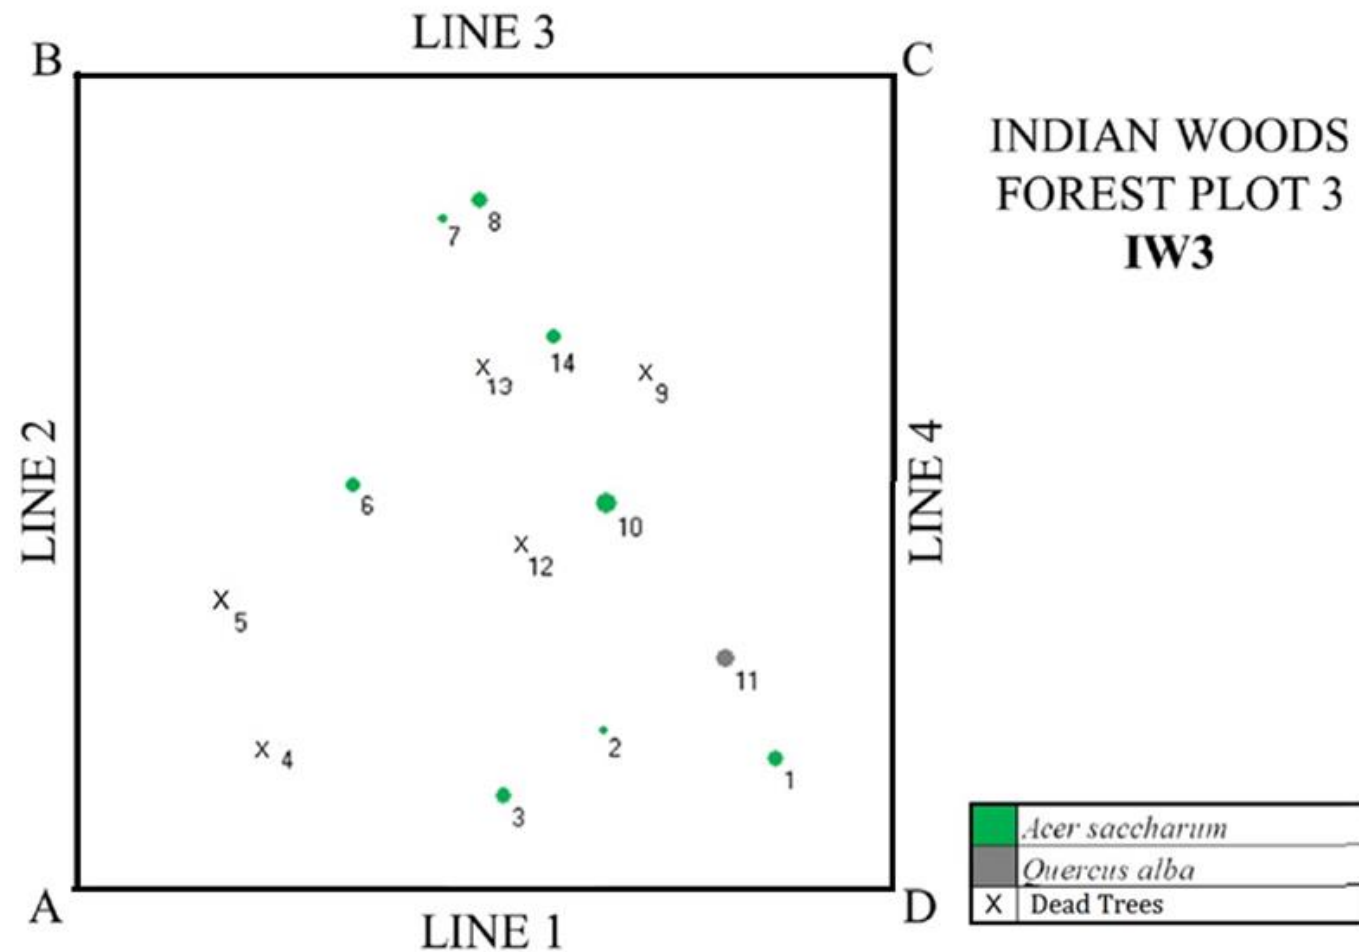 LINE 3
B
C
INDIAN WOODS
FOREST PLOT 3
IW3
8
7
14
13
9
LINE 2
LINE 4
6
10
12
5
11
2
4
1
3
Acer saccharum
Quercus alba
X Dead Trees
A
D
LINE 1